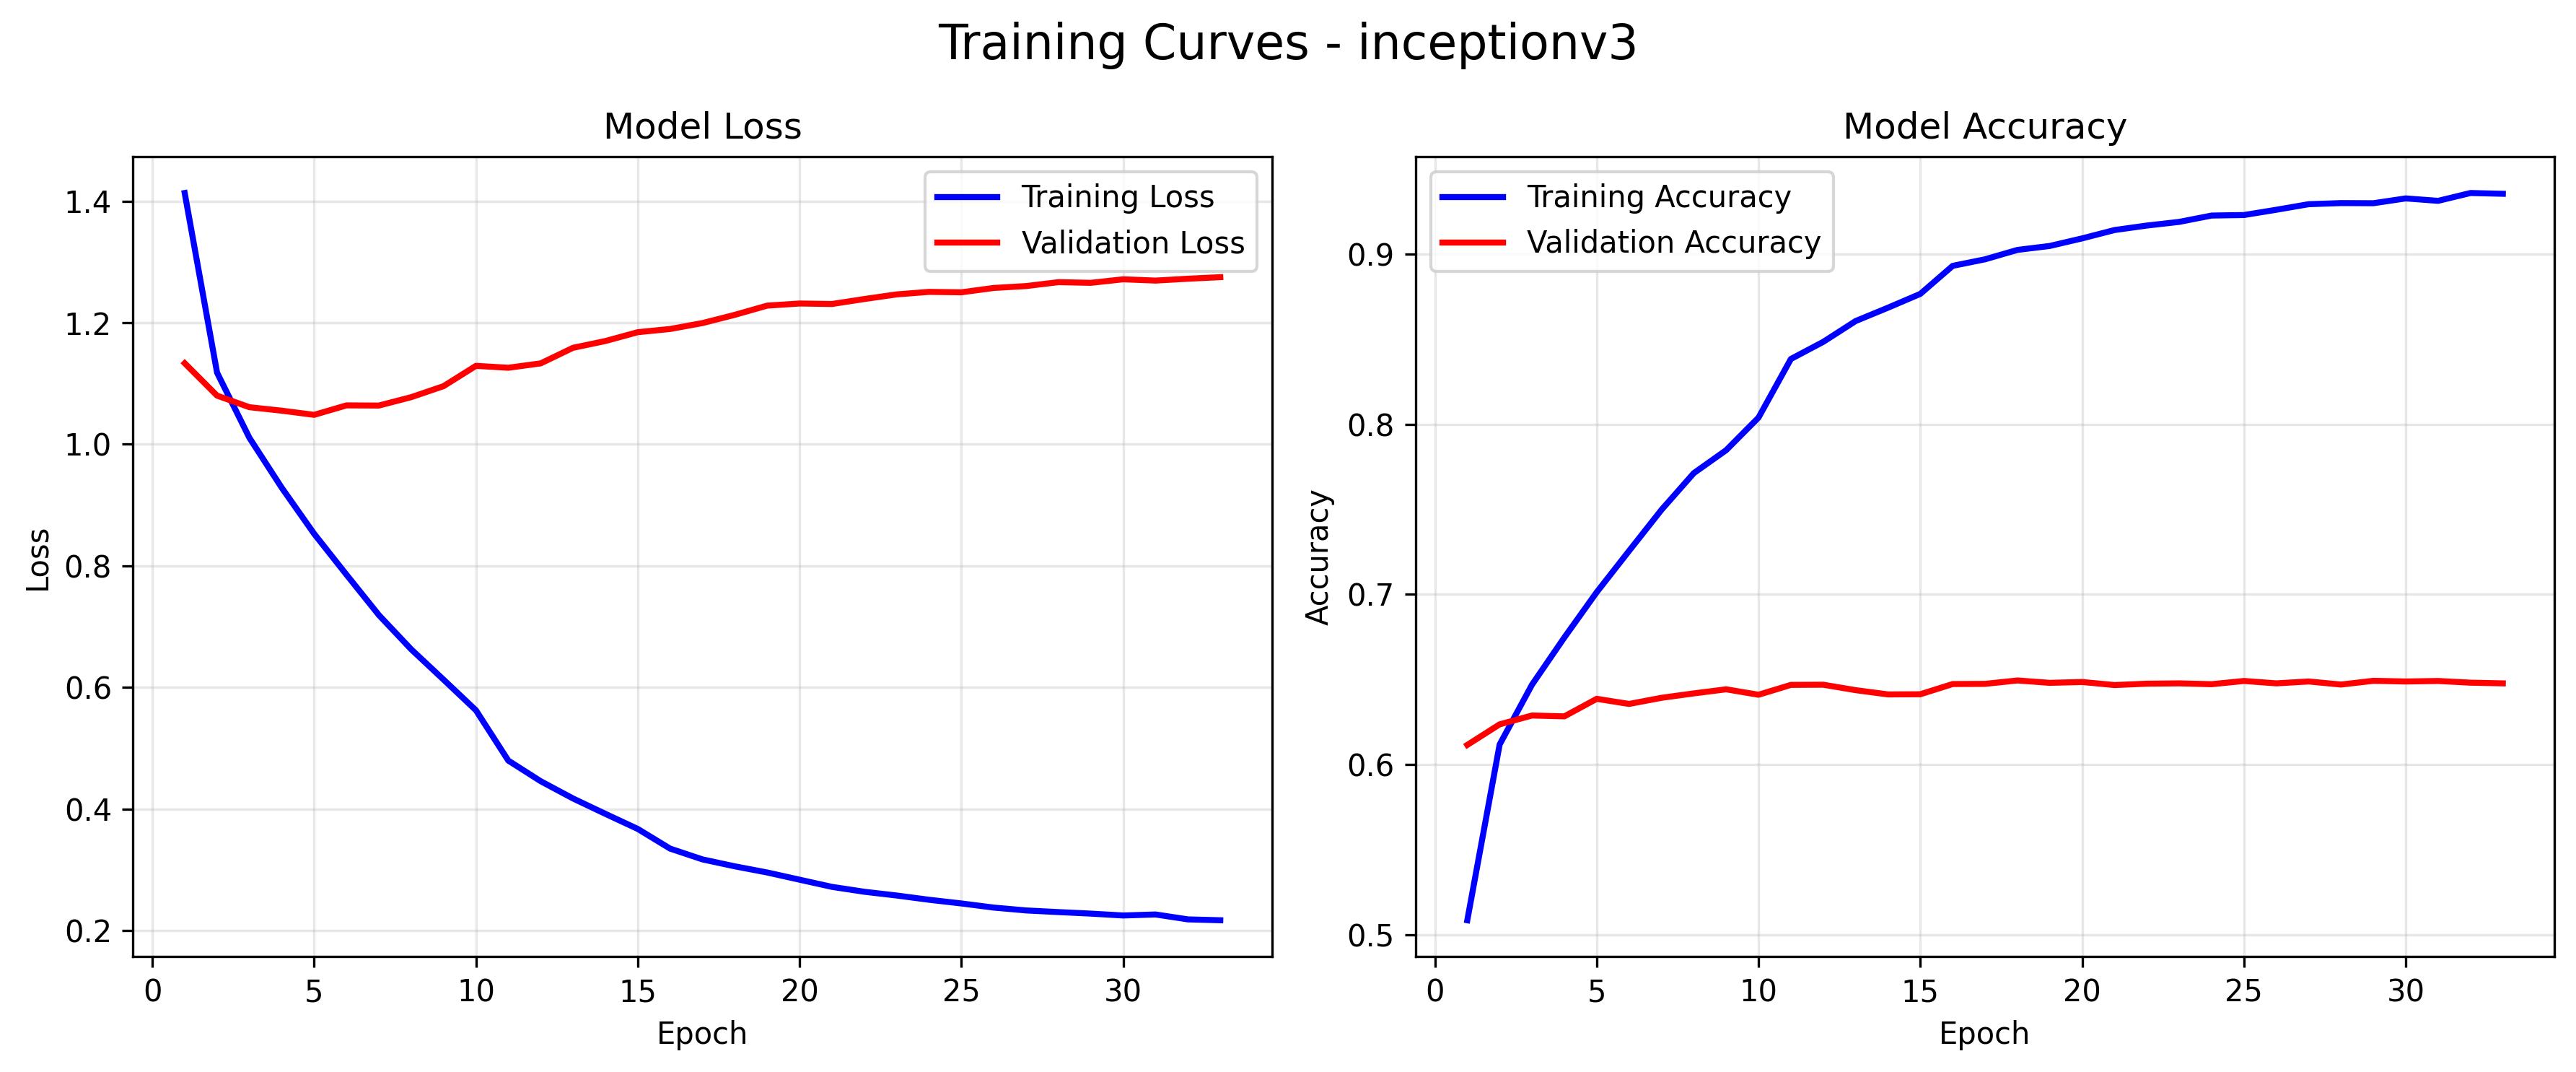 Training Curves - inceptionv3
Model Loss
Training Loss
Validation Loss
1.4
1.2
1.0
0.8
0.6
0.4
0.2
Loss
0 5 10 15 20 25 30
Epoch
Model Accuracy
Training Accuracy
Validation Accuracy
0.9
0.8
0.7
0.6
0.5
Accuracy
0 5 10 15 20 25 30
Epoch